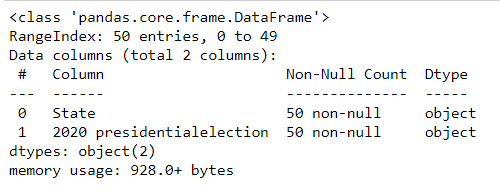 <class 'pandas.core.frame.DataFrame'>
RangeIndex: 50 entries, 0 to 49
Data columns (total 2 columns):
 #   Column                     Non-Null Count  Dtype
---  ------                     --------------  -----
 0   State                      50 non-null     object
 1   2020 presidentialelection  50 non-null     object
dtypes: object(2)
memory usage: 928.0+ bytes